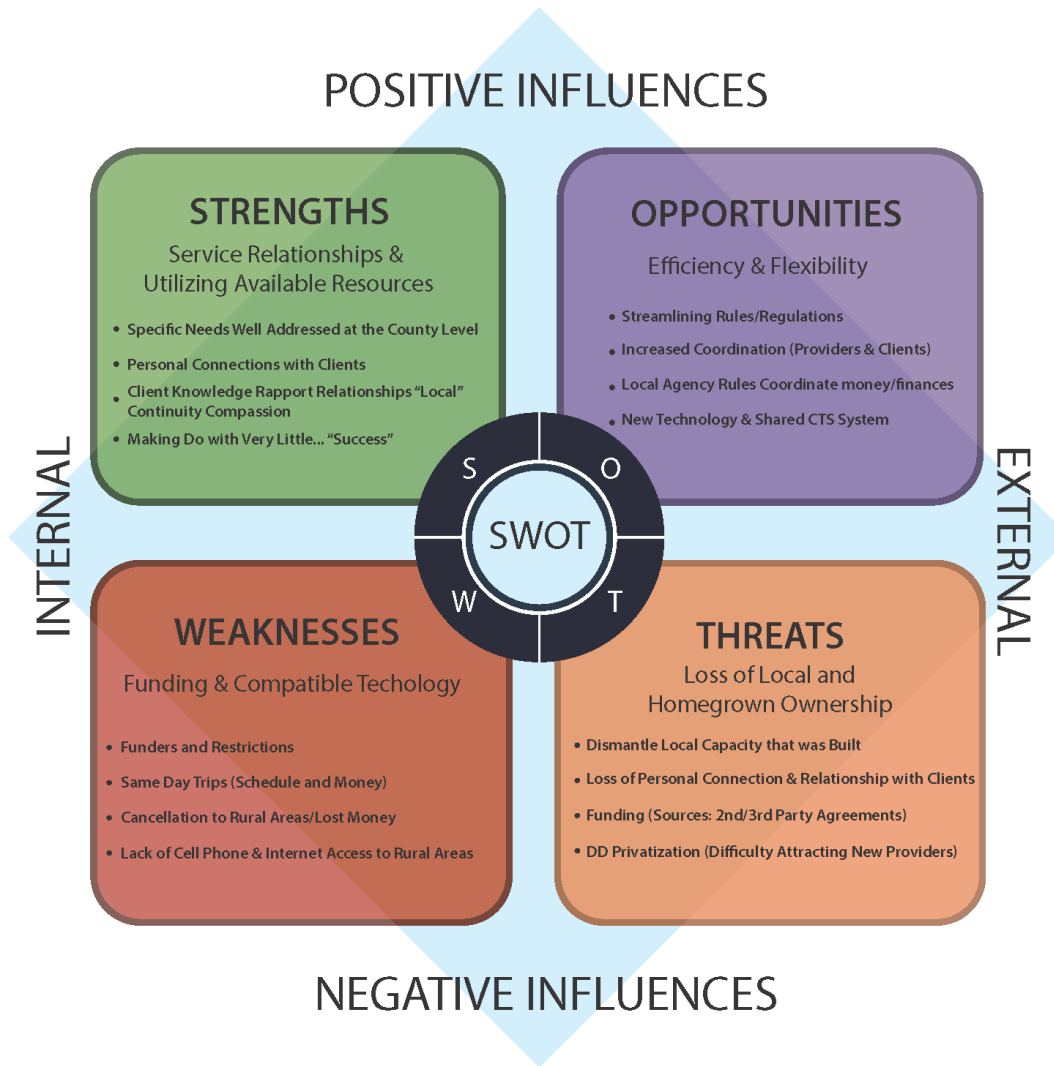 POSITIVE INFLUENCES
INTERNAL
EXTERNAL
STRENGTHS
Service Relationships &
Utilizing Available Resources
• Specific Needs Well Addressed at the County Level
• Personal Connections with Clients
• Client Knowledge Rapport Relationships “Local”
Continuity Compassion
• Making Do with Very Little... “Success”
OPPORTUNITIES
Efficiency & Flexibility
• Streamlining Rules/Regulations
• Increased Coordination (Providers & Clients)
• Local Agency Rules Coordinate money/finances
• New Technology & Shared CTS System
S
O
SWOT
W
T
WEAKNESSES
Funding & Compatible Techology
• Funders and Restrictions
• Same Day Trips (Schedule and Money)
• Cancellation to Rural Areas/Lost Money
• Lack of Cell Phone & Internet Access to Rural Areas
THREATS
Loss of Local and
Homegrown Ownership
• Dismantle Local Capacity that was Built
• Loss of Personal Connection & Relationship with Clients
• Funding (Sources: 2nd/3rd Party Agreements)
• DD Privatization (Difficulty Attracting New Providers)
NEGATIVE INFLUENCES